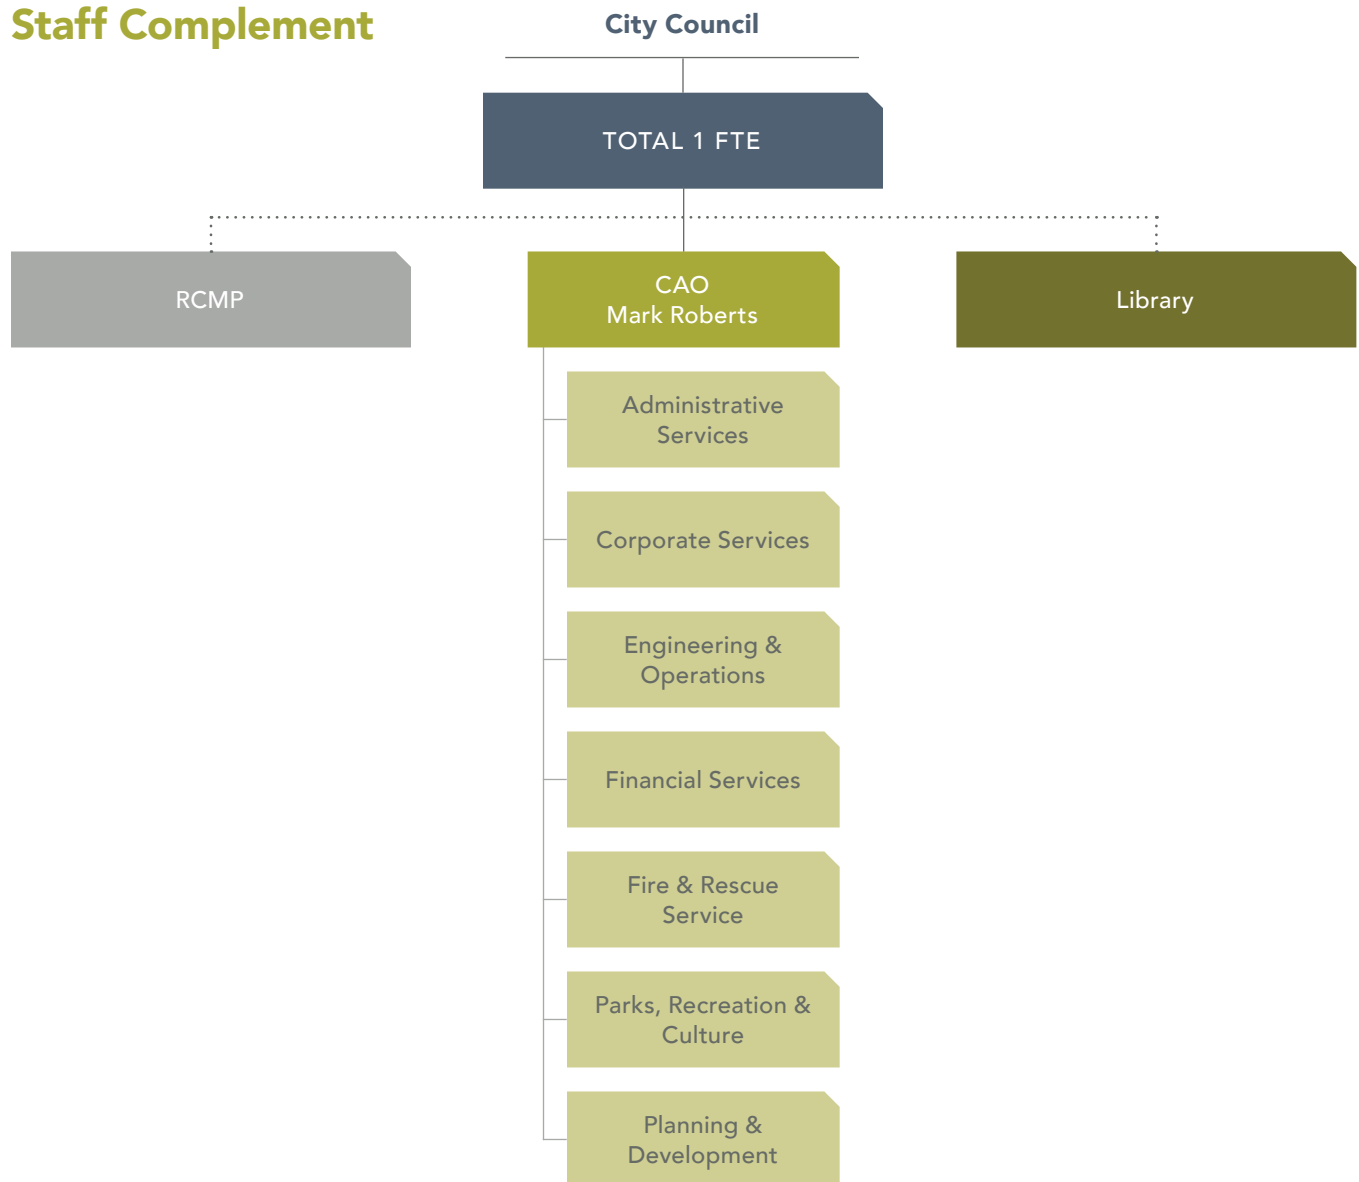 Staff Complement
City Council
TOTAL 1 FTE
RCMP
CAO
Mark Roberts
Library
Administrative
Services
Corporate Services
Engineering &
Operations
Financial Services
Fire & Rescue
Service
Parks, Recreation &
Culture
Planning &
Development